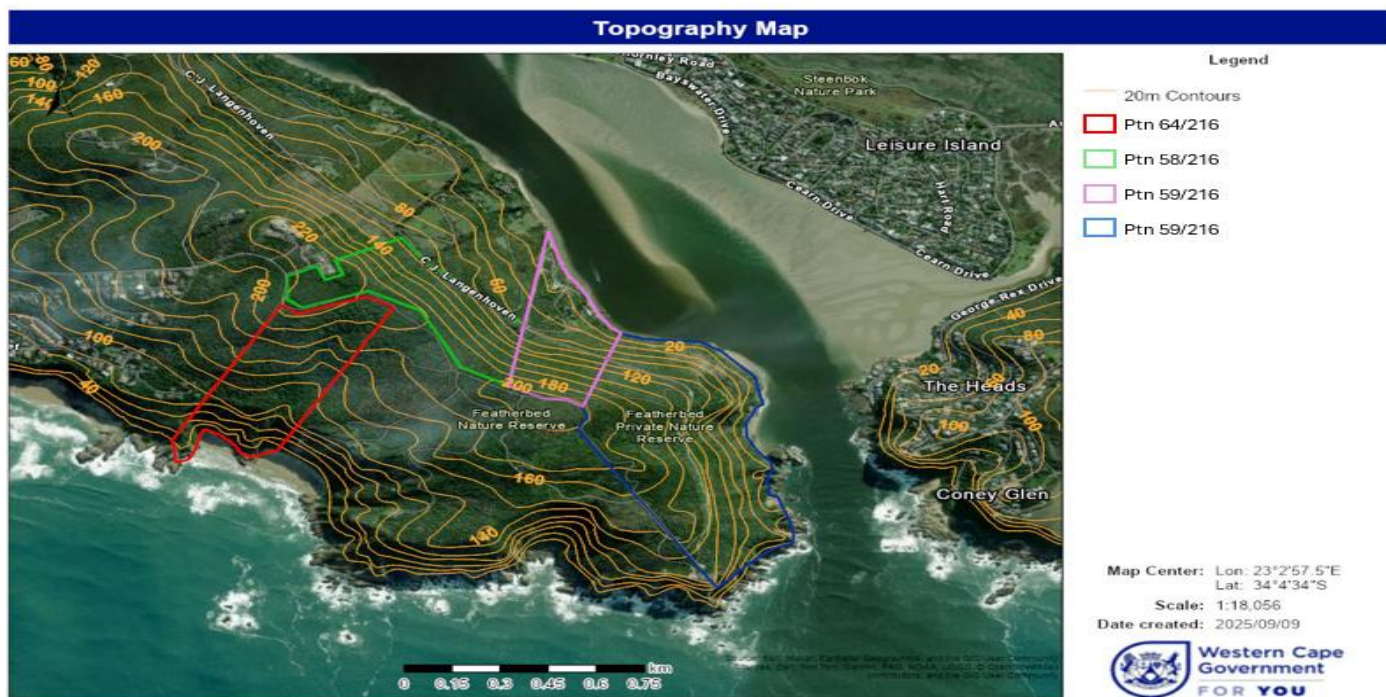 Topography Map
Legend
20m Contours
Ptn 64/216
Ptn 58/216
Ptn 59/216
Ptn 59/216
60
80
120
100
140
160
C.J. Langenhoven
200
Bayswater Drive
Steenbok
Nature Park
Leisure Island
Cearn Drive
Hart Road
Cearn Drive
80
220
140
C.J. Langenhoven
60
200
George Rex Drive
40
80
100
40
20
20
The Heads
200
180
120
100
100
Featherbed
Nature Reserve
Featherbed
Private Nature
Reserve
160
140
Coney Glen
km
0 0.15 0.3 0.45 0.6 0.75
Map Center: Lon: 23°2'57.5"E
Lat: 34°4'34"S
Scale: 1:18,056
Date created: 2025/09/09
Western Cape
Government
FOR YOU